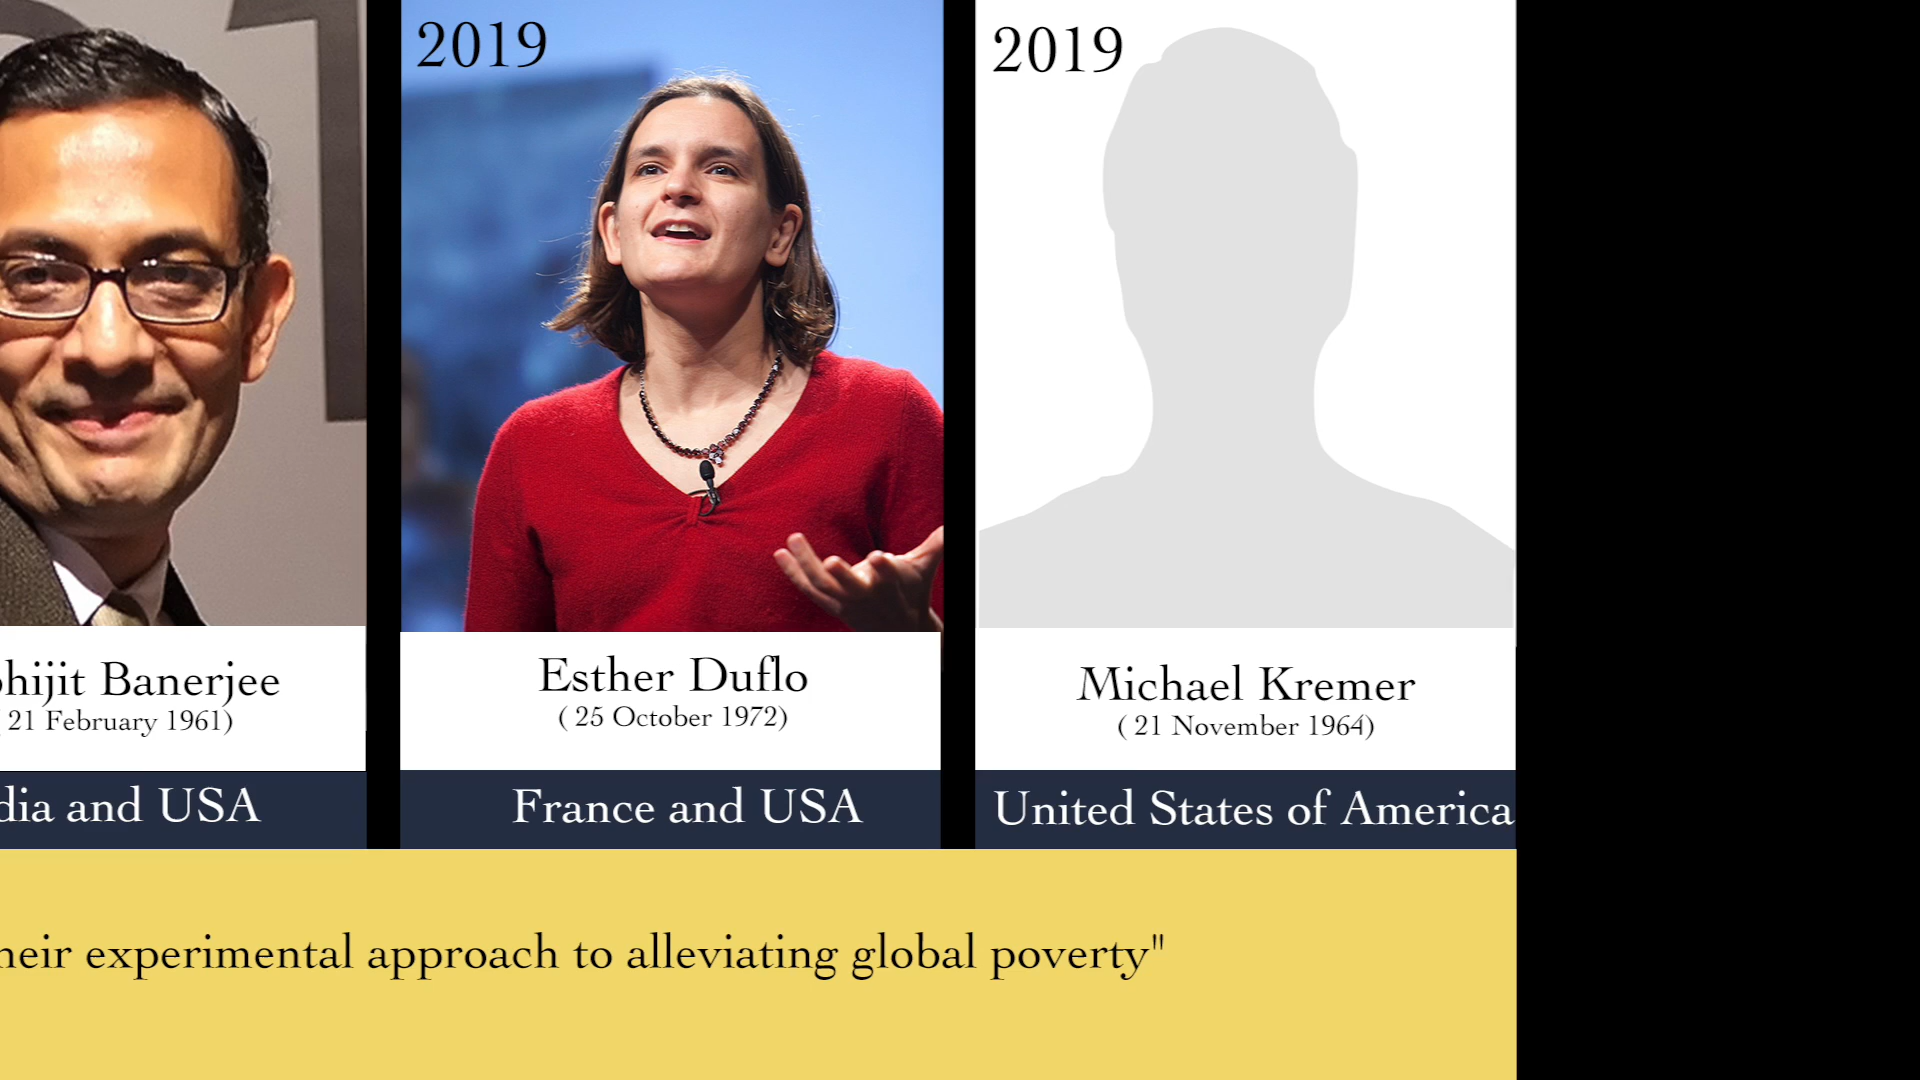 2019
2019
hijit Banerjee
21 February 1961)
Esther Duflo
( 25 October 1972)
Michael Kremer
( 21 November 1964)
dia and USA
France and USA
United States of America
heir experimental approach to alleviating global poverty"